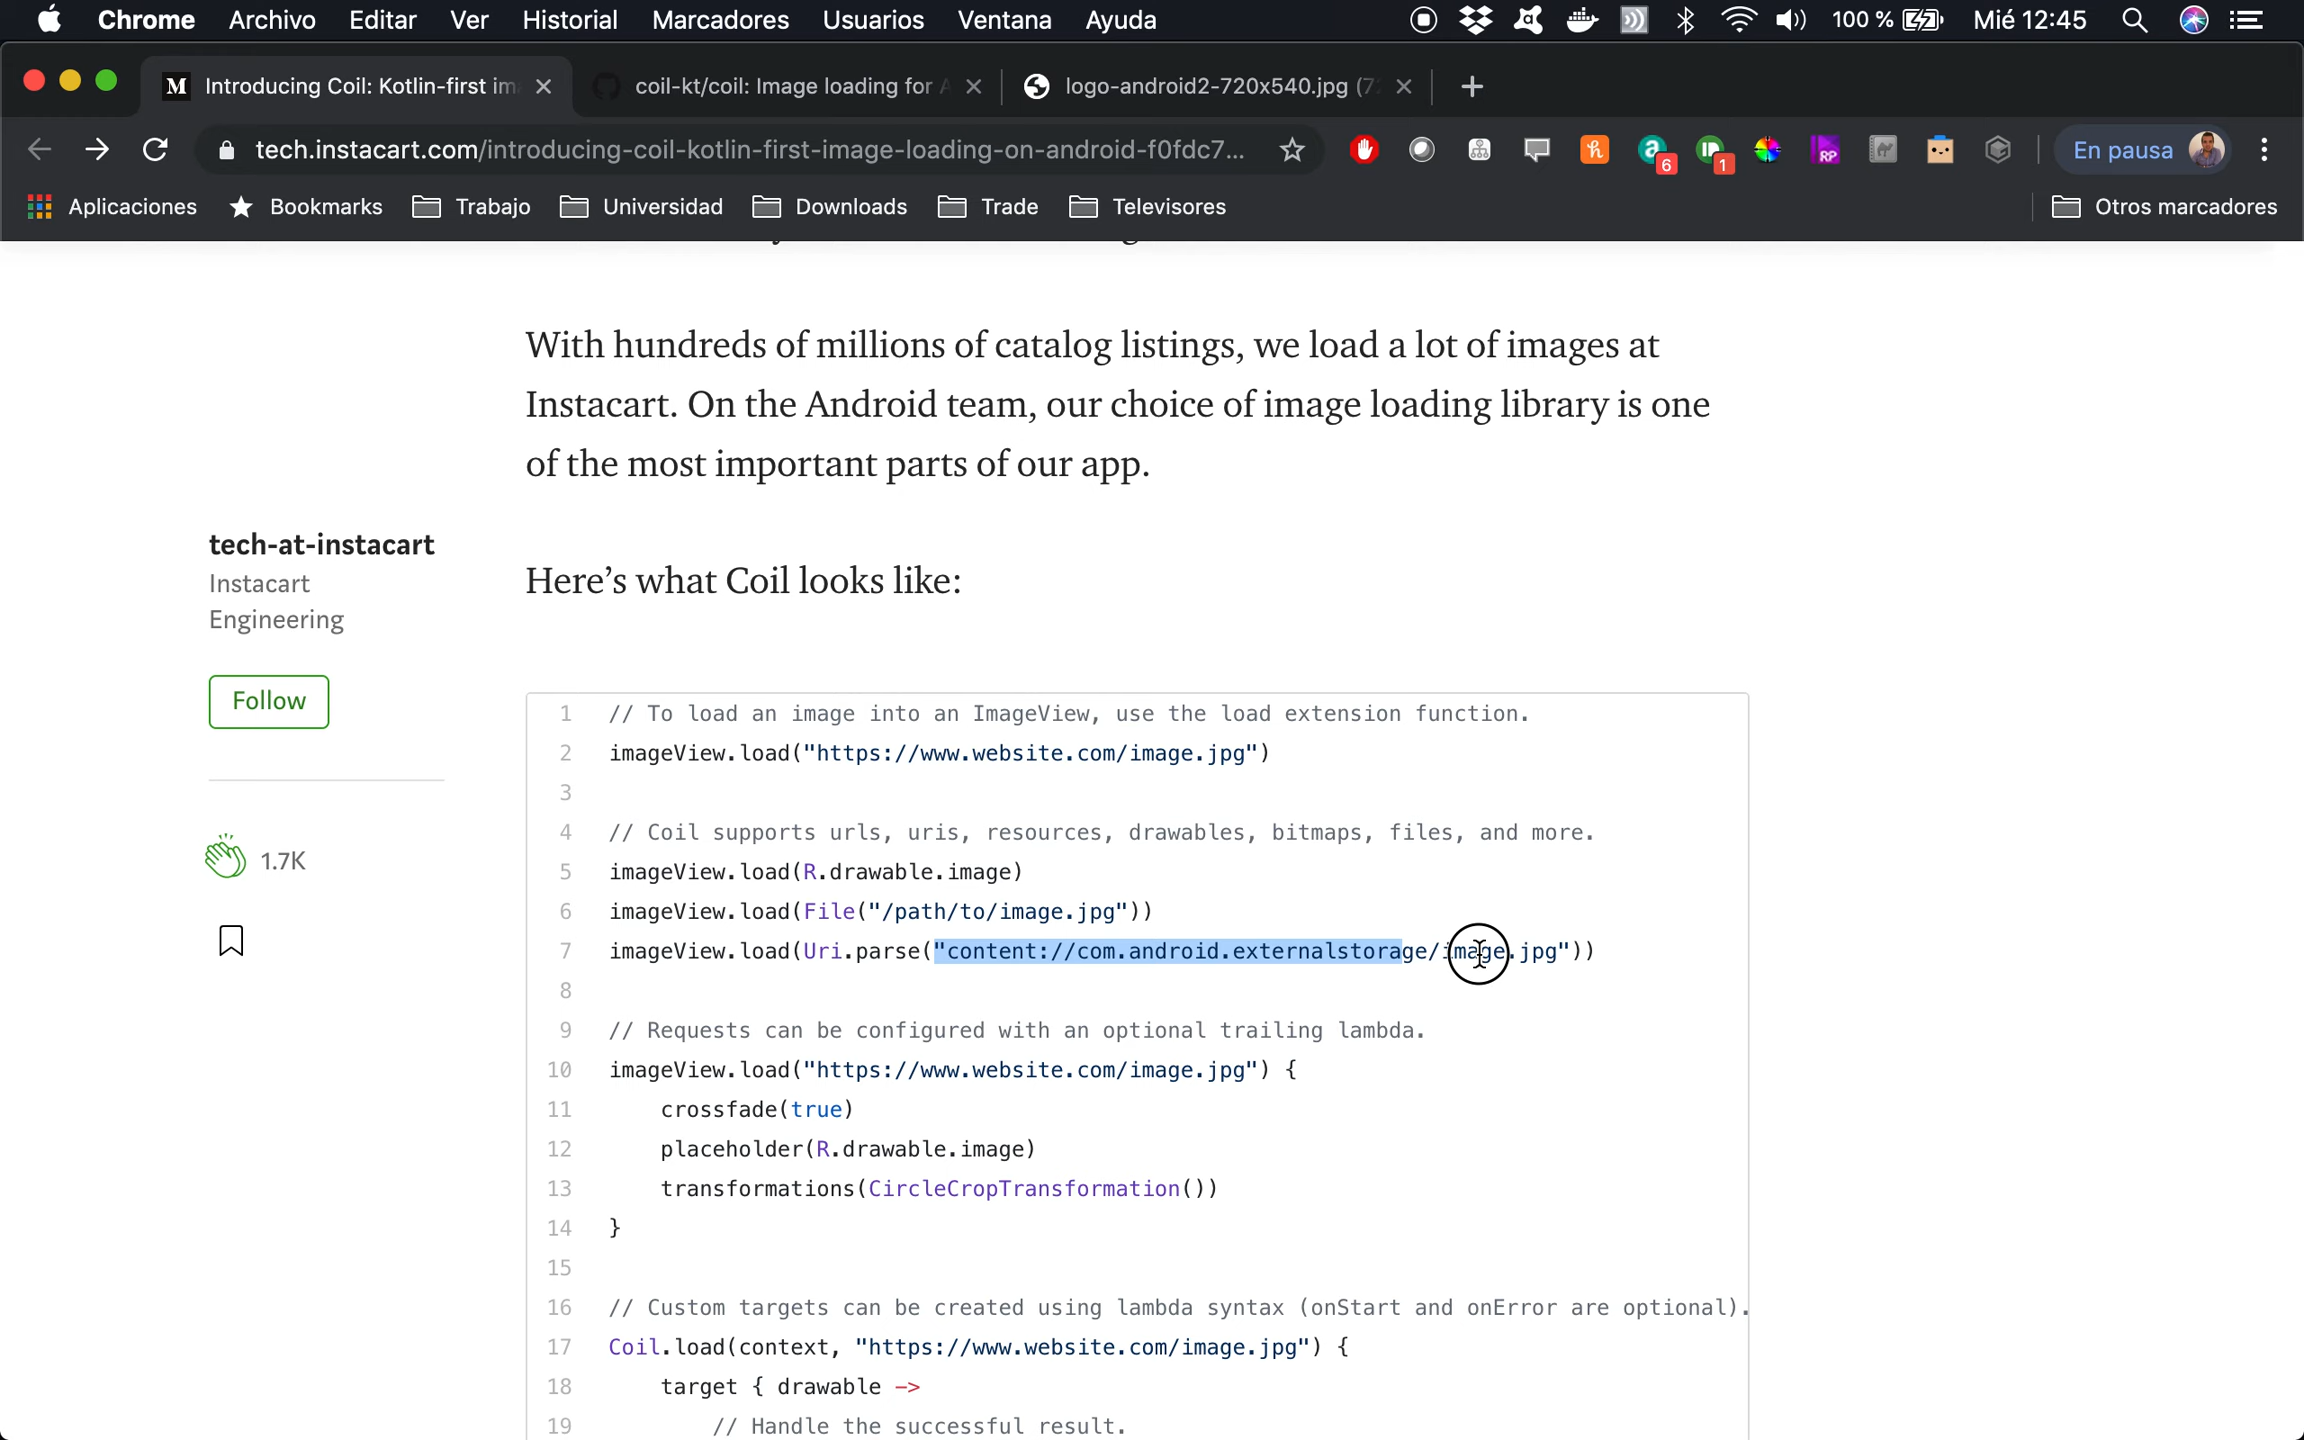 Chrome Archivo Editar Ver Historial Marcadores Usuarios Ventana Ayuda 100 % Mié 12:45
M Introducing Coil: Kotlin-first im coil-kt/coil: Image loading for A logo-android2-720x540.jpg (72
tech.instacart.com/introducing-coil-kotlin-first-image-loading-on-android-f0fdc7... 6 1 RP En pausa
Aplicaciones Bookmarks Trabajo Universidad Downloads Trade Televisores Otros marcadores
With hundreds of millions of catalog listings, we load a lot of images at
Instacart. On the Android team, our choice of image loading library is one
of the most important parts of our app.
tech-at-instacart
Instacart
Engineering
Follow
1.7K
Here’s what Coil looks like:
1 // To load an image into an ImageView, use the load extension function.
2 imageView.load("https://www.website.com/image.jpg")
3
4 // Coil supports urls, uris, resources, drawables, bitmaps, files, and more.
5 imageView.load(R.drawable.image)
6 imageView.load(File("/path/to/image.jpg"))
7 imageView.load(Uri.parse("content://com.android.externalstorage/image.jpg"))
8
9 // Requests can be configured with an optional trailing lambda.
10 imageView.load("https://www.website.com/image.jpg") {
11 crossfade(true)
12 placeholder(R.drawable.image)
13 transformations(CircleCropTransformation())
14 }
15
16 // Custom targets can be created using lambda syntax (onStart and onError are optional).
17 Coil.load(context, "https://www.website.com/image.jpg") {
18 target { drawable ->
19 // Handle the successful result.